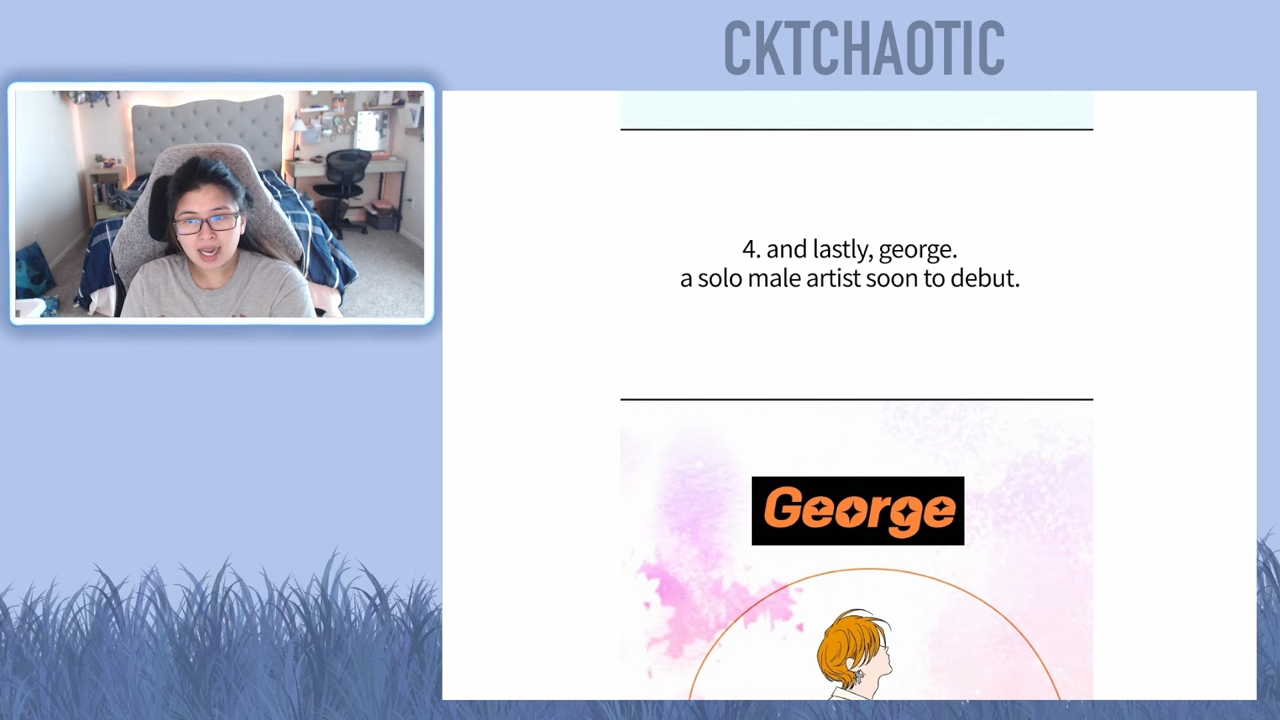 CKTCHAOTIC
4. and lastly, george.
a solo male artist soon to debut.
George